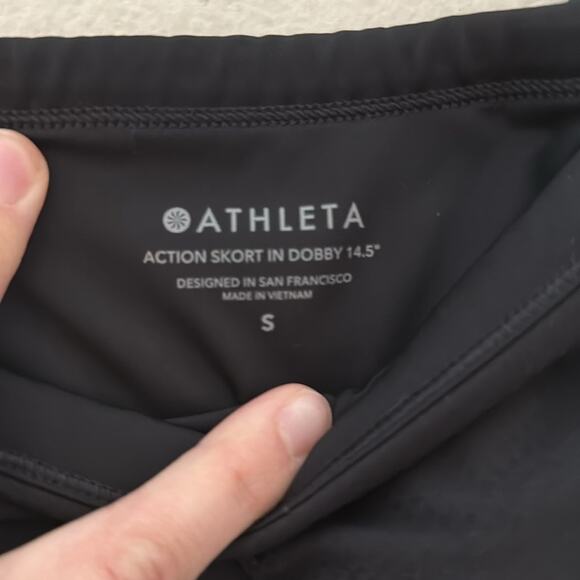 ATHLETA
ACTION SKORT IN DOBBY 14.5"
DESIGNED IN SAN FRANCISCO
MADE IN VIETNAM
S